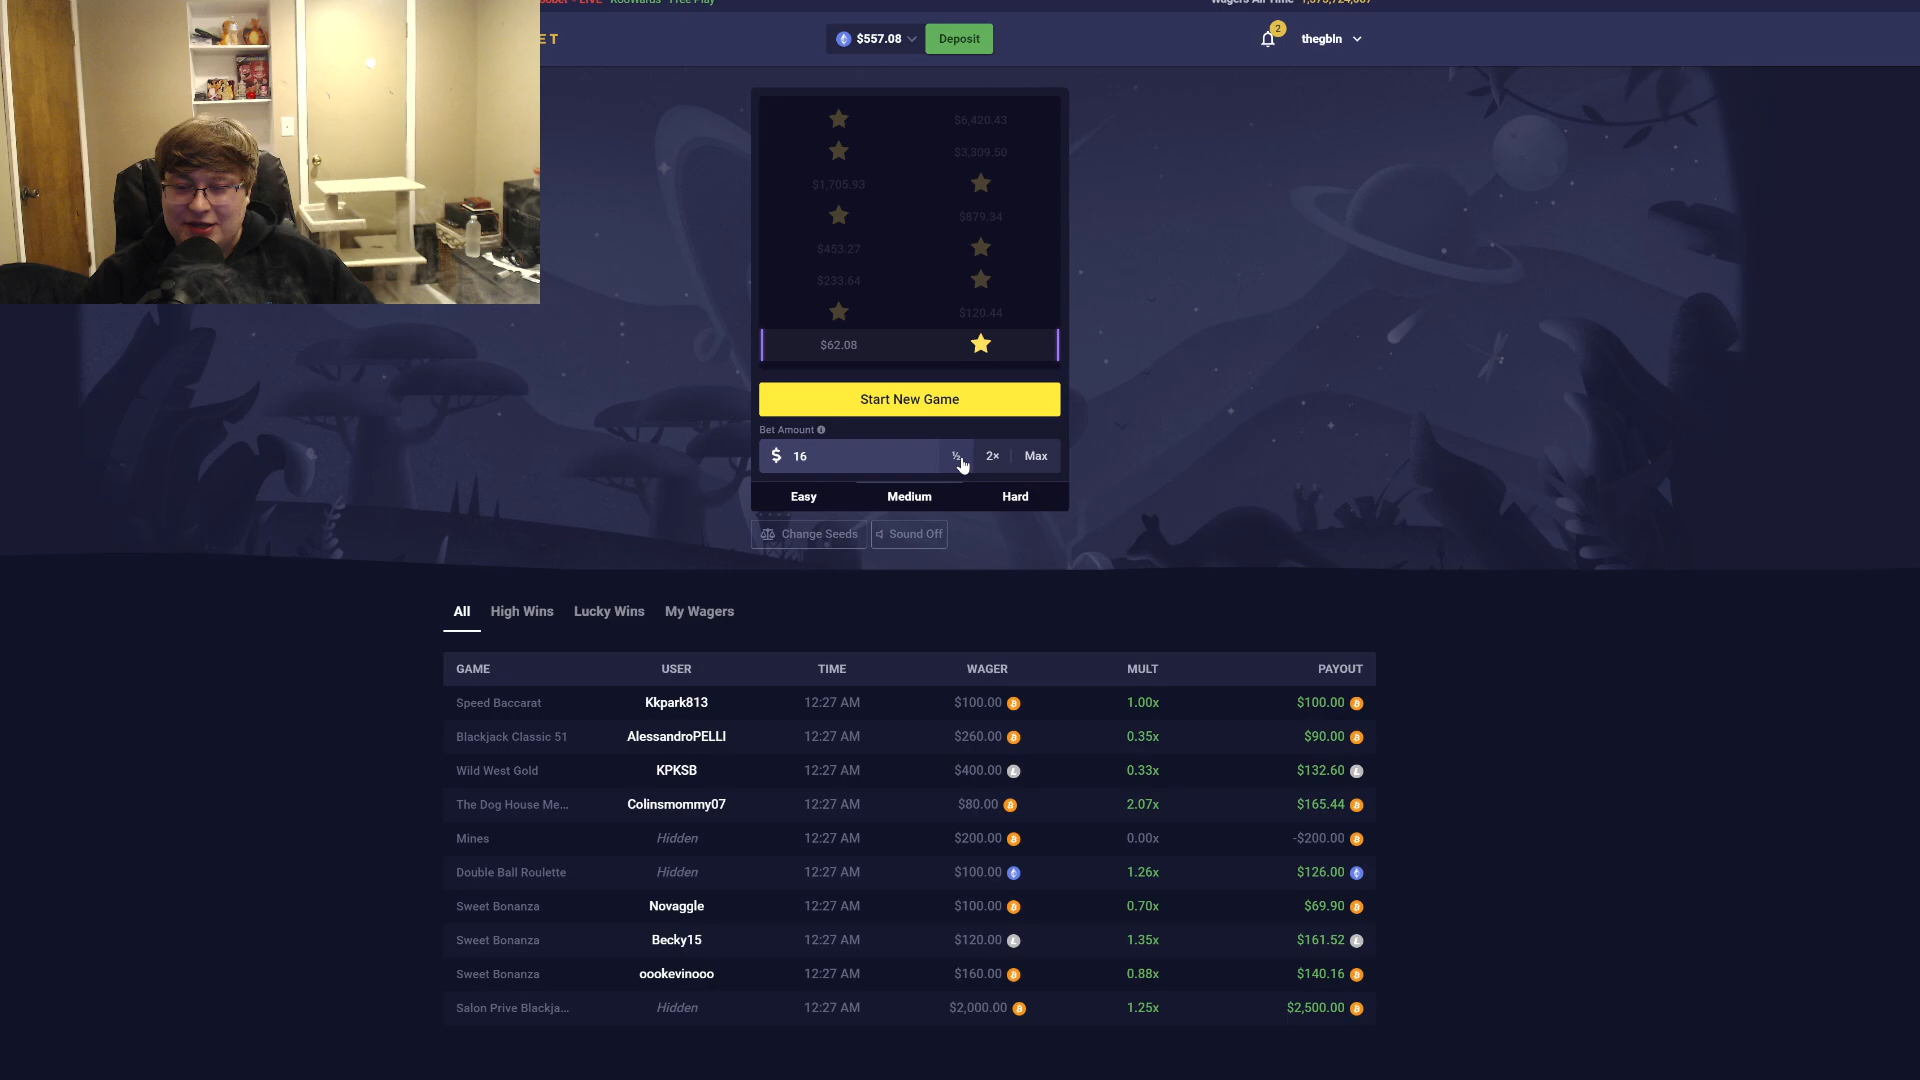 LIVE
Free Play
Wagers All Time
ET
$557.08
Deposit
2
thegbln
$6,420.43
$3,309.50
$1,705.93
$879.34
$453.27
$233.64
$120.44
$62.08
Start New Game
Bet Amount
$ 16 ½ 2× Max
Easy Medium Hard
Change Seeds Sound Off
All High Wins Lucky Wins My Wagers
GAME USER TIME WAGER MULT PAYOUT
Speed Baccarat Kkpark813 12:27 AM $100.00 1.00x $100.00
Blackjack Classic 51 AlessandroPELLI 12:27 AM $260.00 0.35x $90.00
Wild West Gold KPKSB 12:27 AM $400.00 0.33x $132.60
The Dog House Me... Colinsmommy07 12:27 AM $80.00 2.07x $165.44
Mines Hidden 12:27 AM $200.00 0.00x -$200.00
Double Ball Roulette Hidden 12:27 AM $100.00 1.26x $126.00
Sweet Bonanza Novaggle 12:27 AM $100.00 0.70x $69.90
Sweet Bonanza Becky15 12:27 AM $120.00 1.35x $161.52
Sweet Bonanza oookevinooo 12:27 AM $160.00 0.88x $140.16
Salon Prive Blackja... Hidden 12:27 AM $2,000.00 1.25x $2,500.00